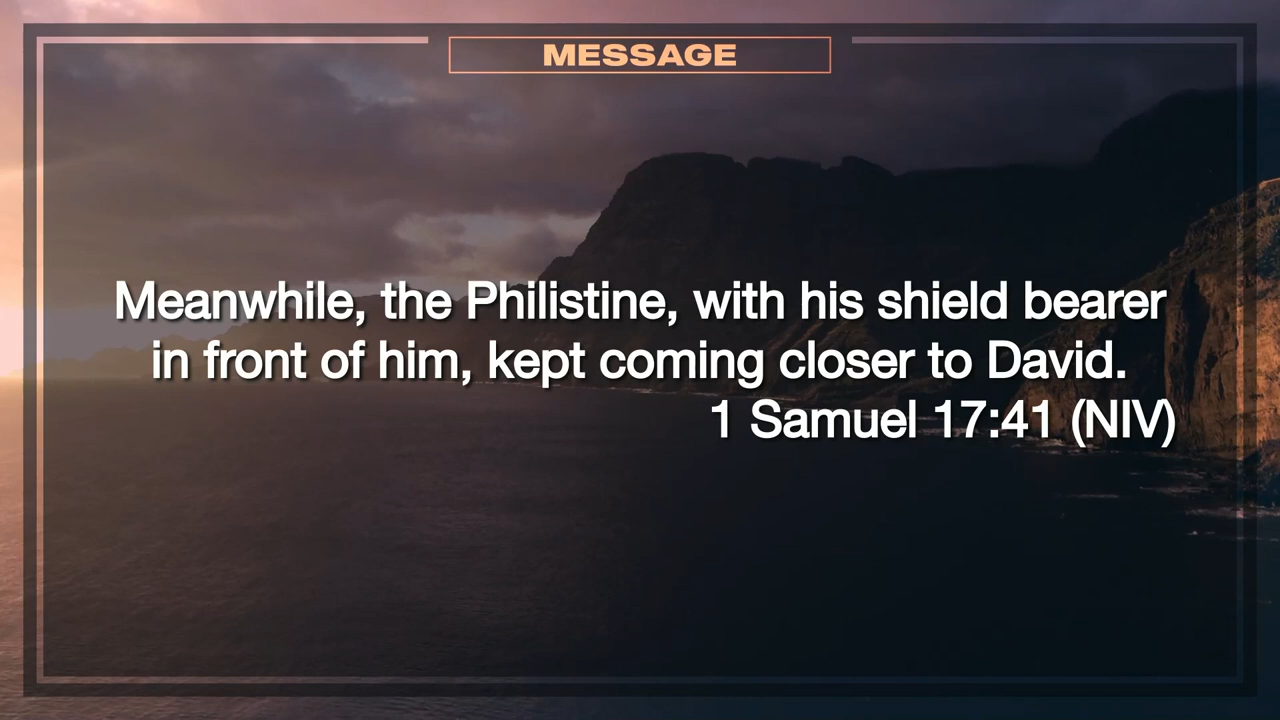 MESSAGE
Meanwhile, the Philistine, with his shield bearer
in front of him, kept coming closer to David.
1 Samuel 17:41 (NIV)